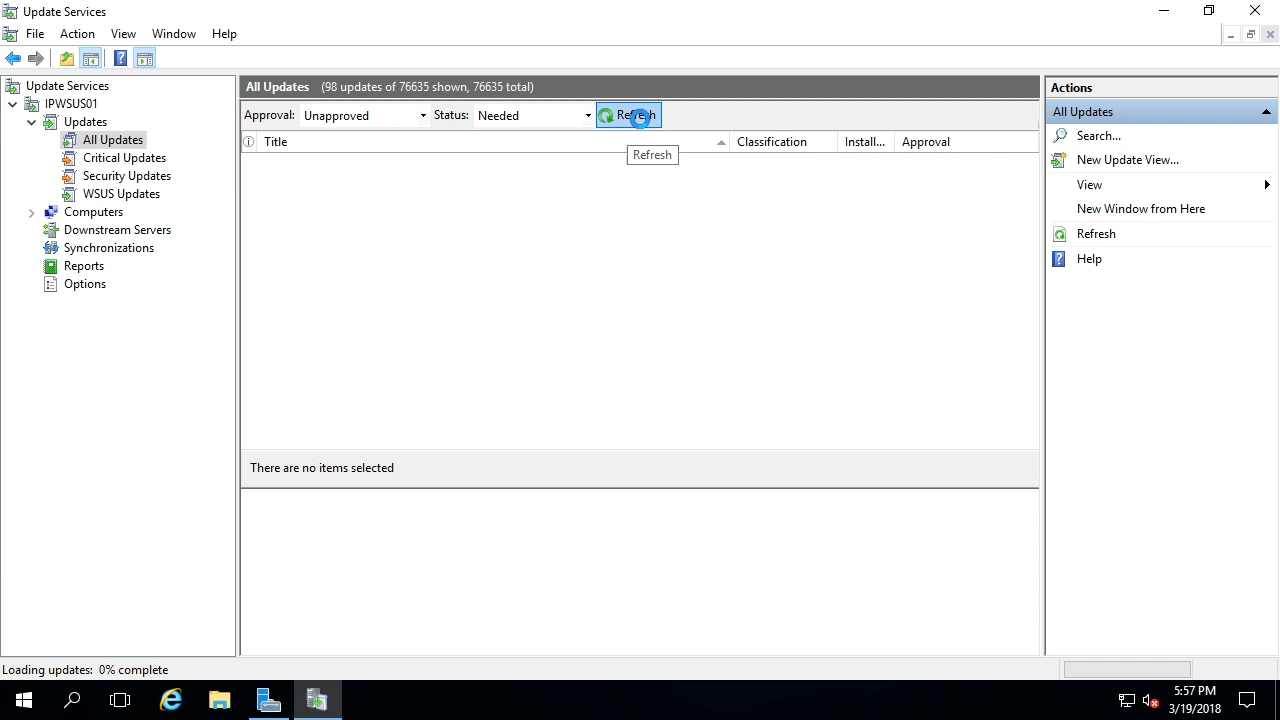 Update Services
File Action View Window Help
Update Services
IPWSUS01
Updates
All Updates
Critical Updates
Security Updates
WSUS Updates
Computers
Downstream Servers
Synchronizations
Reports
Options
All Updates (98 updates of 76635 shown, 76635 total)
Approval: Unapproved Status: Needed Refresh
Title Classification Install... Approval
Refresh
There are no items selected
Actions
All Updates
Search...
New Update View...
View
New Window from Here
Refresh
Help
Loading updates: 0% complete
5:57 PM
3/19/2018